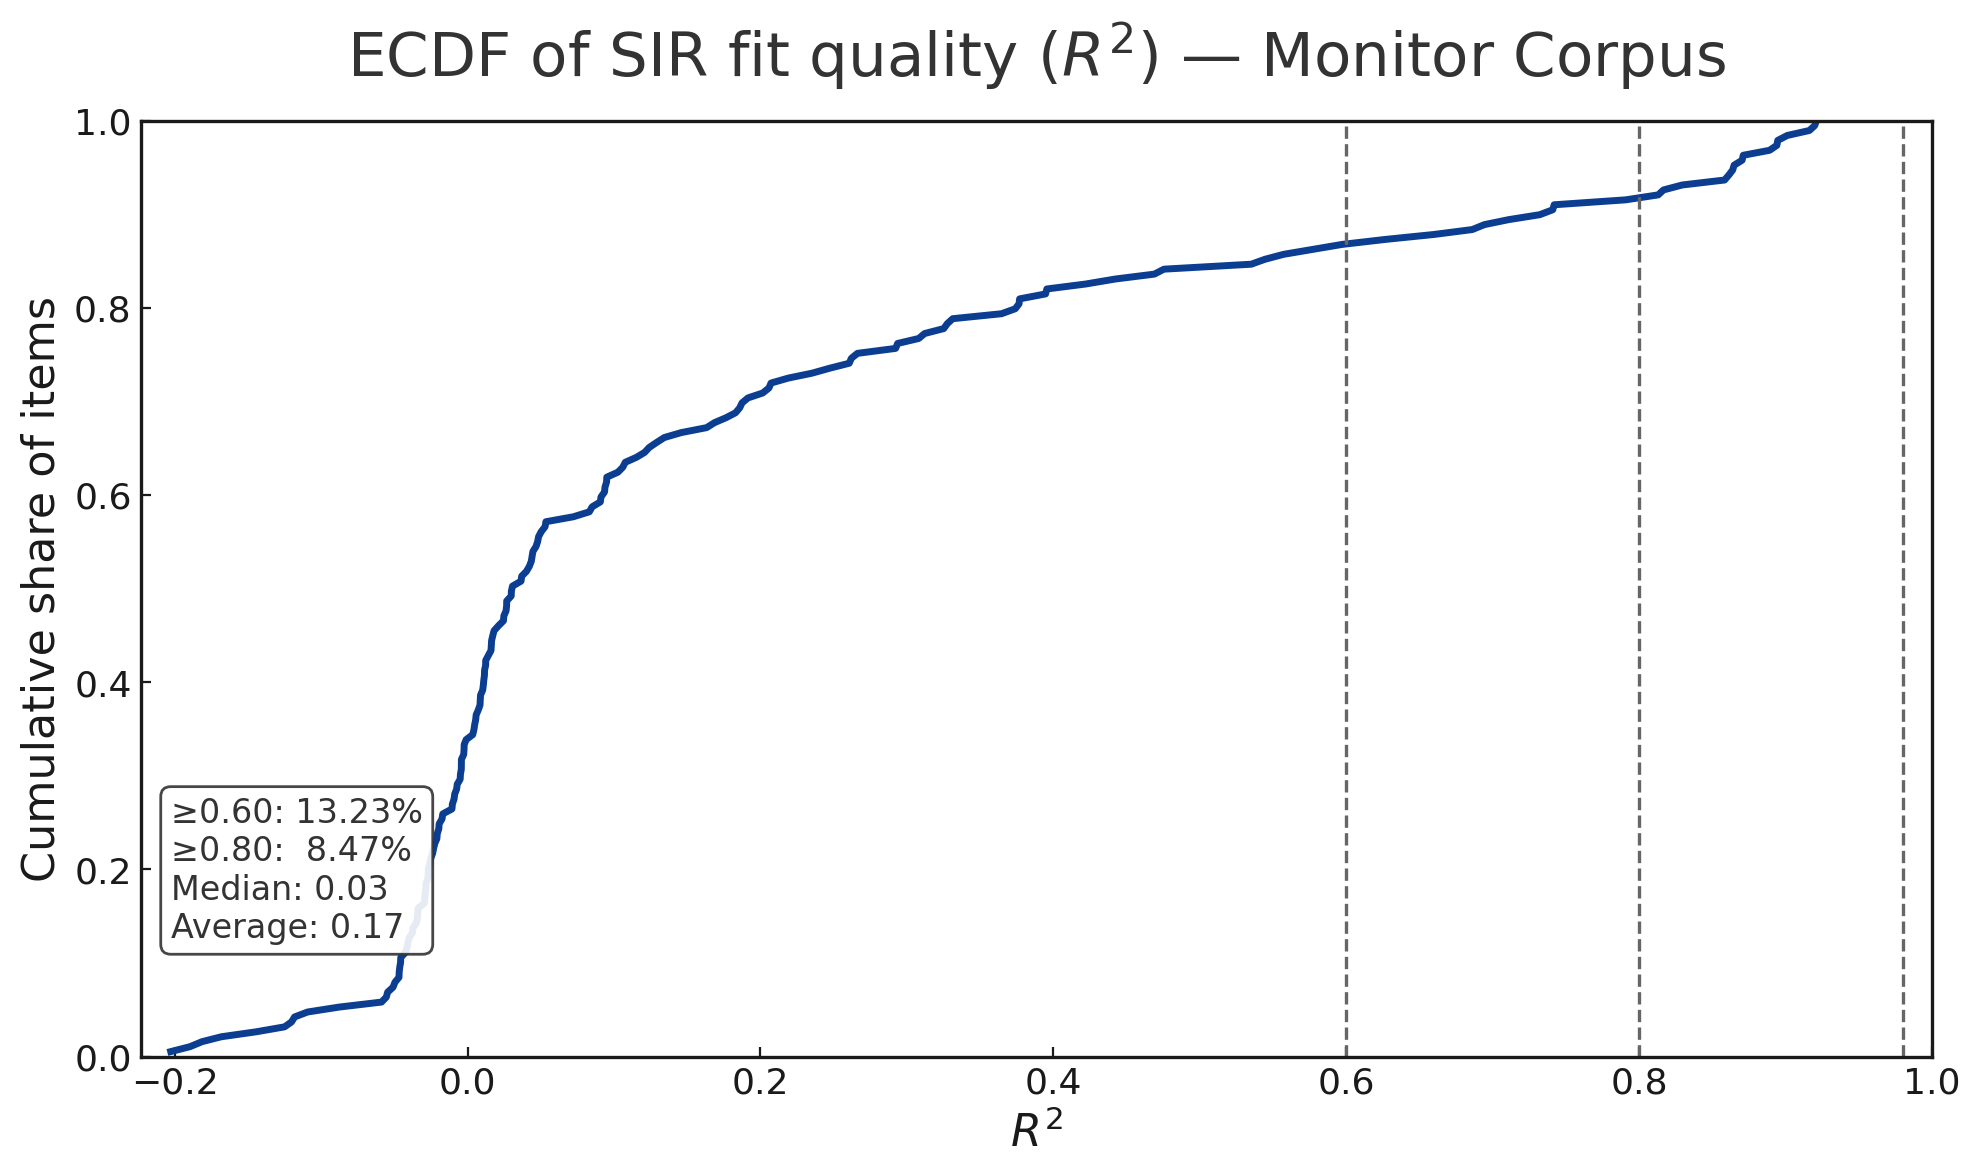 ECDF of SIR fit quality (R²) — Monitor Corpus
Cumulative share of items
1.0
0.8
0.6
0.4
0.2
0.0
≥0.60: 13.23%
≥0.80:  8.47%
Median: 0.03
Average: 0.17
−0.2 0.0 0.2 0.4 0.6 0.8 1.0
R²